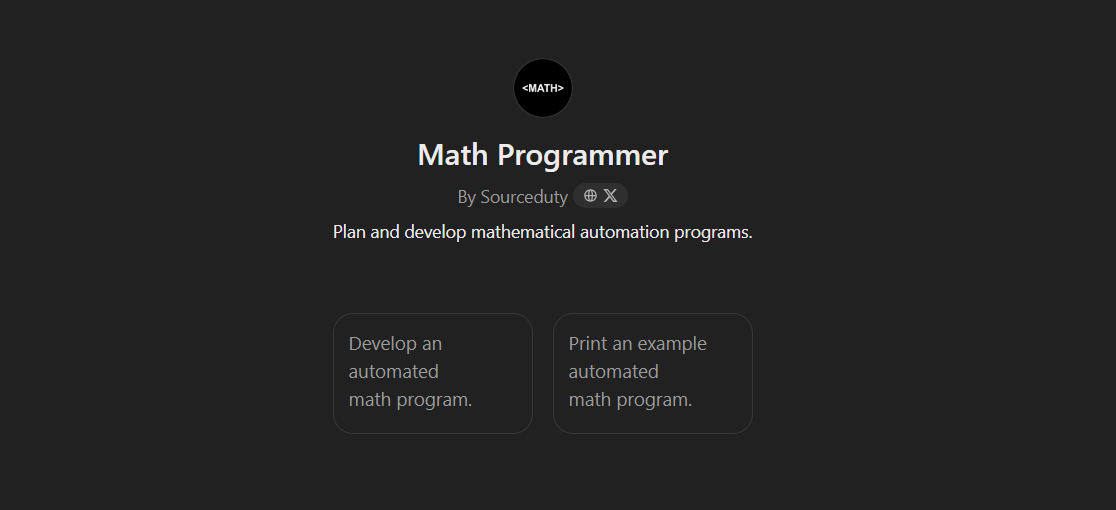 <MATH>
Math Programmer
By Sourceduty
Plan and develop mathematical automation programs.
Develop an
automated
math program.
Print an example
automated
math program.